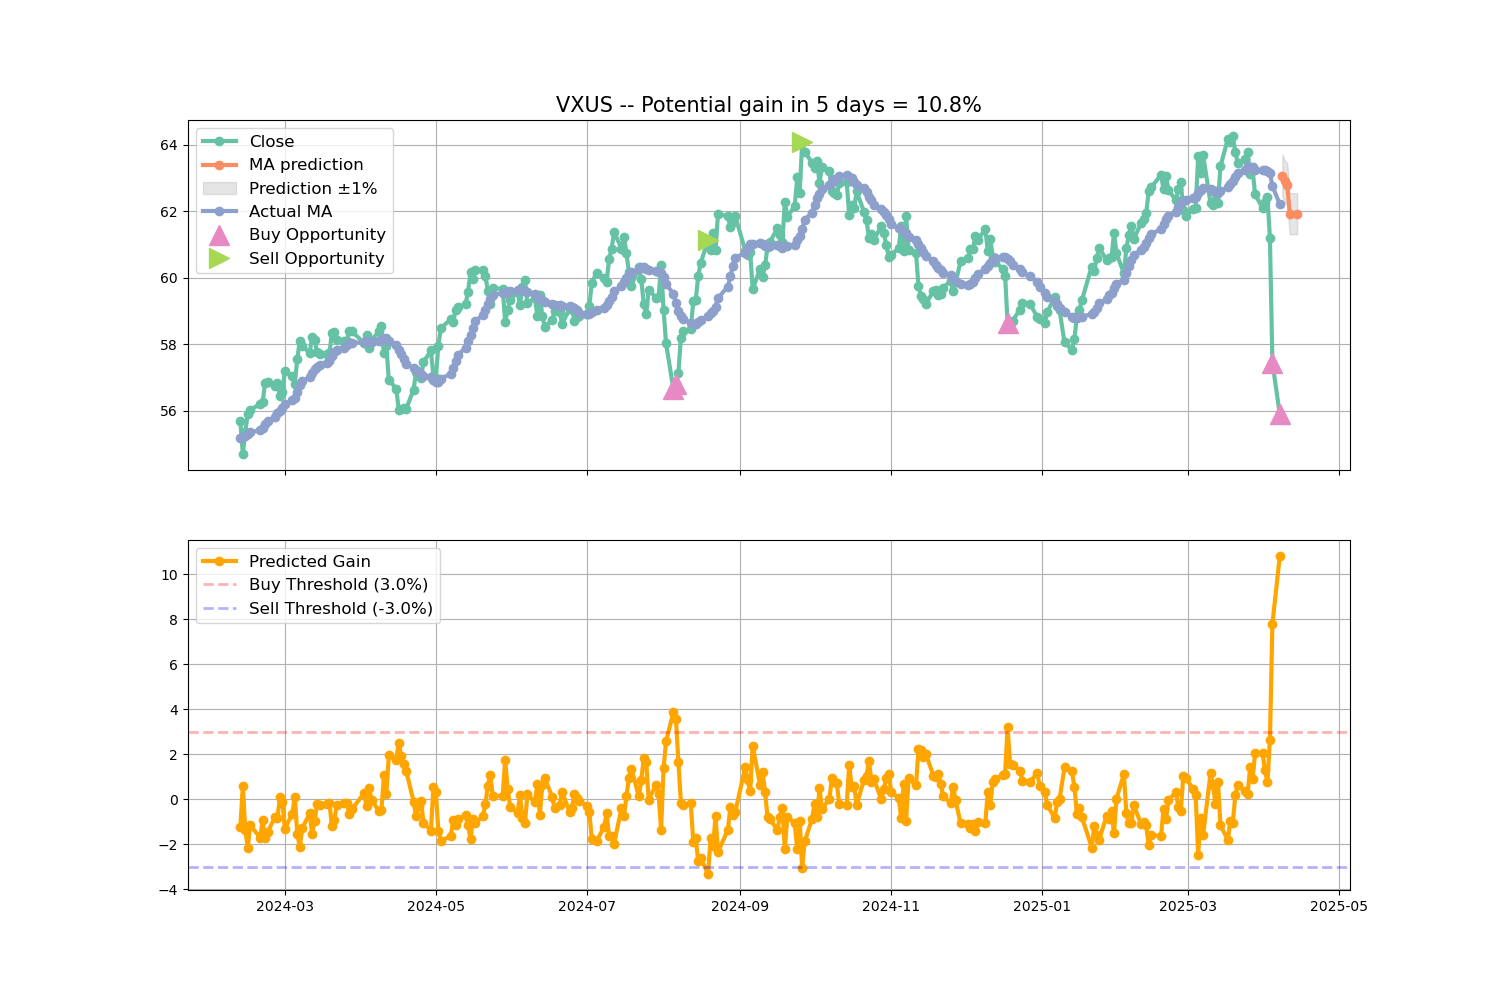 VXUS -- Potential gain in 5 days = 10.8%
Close
MA prediction
Prediction ±1%
Actual MA
Buy Opportunity
Sell Opportunity
64
62
60
58
56
Predicted Gain
Buy Threshold (3.0%)
Sell Threshold (-3.0%)
10
8
6
4
2
0
−2
−4
2024-03
2024-05
2024-07
2024-09
2024-11
2025-01
2025-03
2025-05